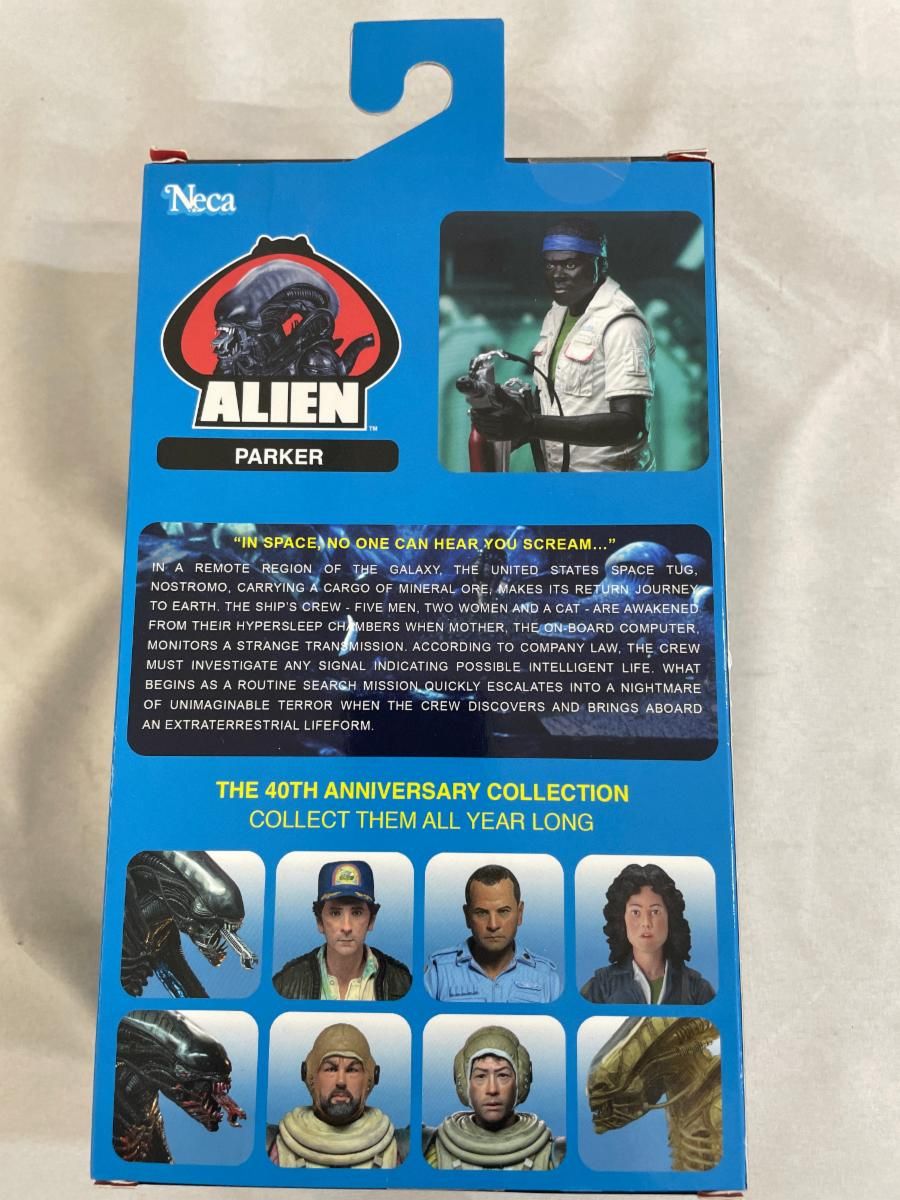 Neca
ALIEN
TM
PARKER
“IN SPACE, NO ONE CAN HEAR YOU SCREAM...”
IN A REMOTE REGION OF THE GALAXY, THE UNITED STATES SPACE TUG,
NOSTROMO, CARRYING A CARGO OF MINERAL ORE, MAKES ITS RETURN JOURNEY
TO EARTH. THE SHIP'S CREW - FIVE MEN, TWO WOMEN AND A CAT - ARE AWAKENED
FROM THEIR HYPERSLEEP CHAMBERS WHEN MOTHER, THE ON-BOARD COMPUTER,
MONITORS A STRANGE TRANSMISSION. ACCORDING TO COMPANY LAW, THE CREW
MUST INVESTIGATE ANY SIGNAL INDICATING POSSIBLE INTELLIGENT LIFE. WHAT
BEGINS AS A ROUTINE SEARCH MISSION QUICKLY ESCALATES INTO A NIGHTMARE
OF UNIMAGINABLE TERROR WHEN THE CREW DISCOVERS AND BRINGS ABOARD
AN EXTRATERRESTRIAL LIFEFORM.
THE 40TH ANNIVERSARY COLLECTION
COLLECT THEM ALL YEAR LONG